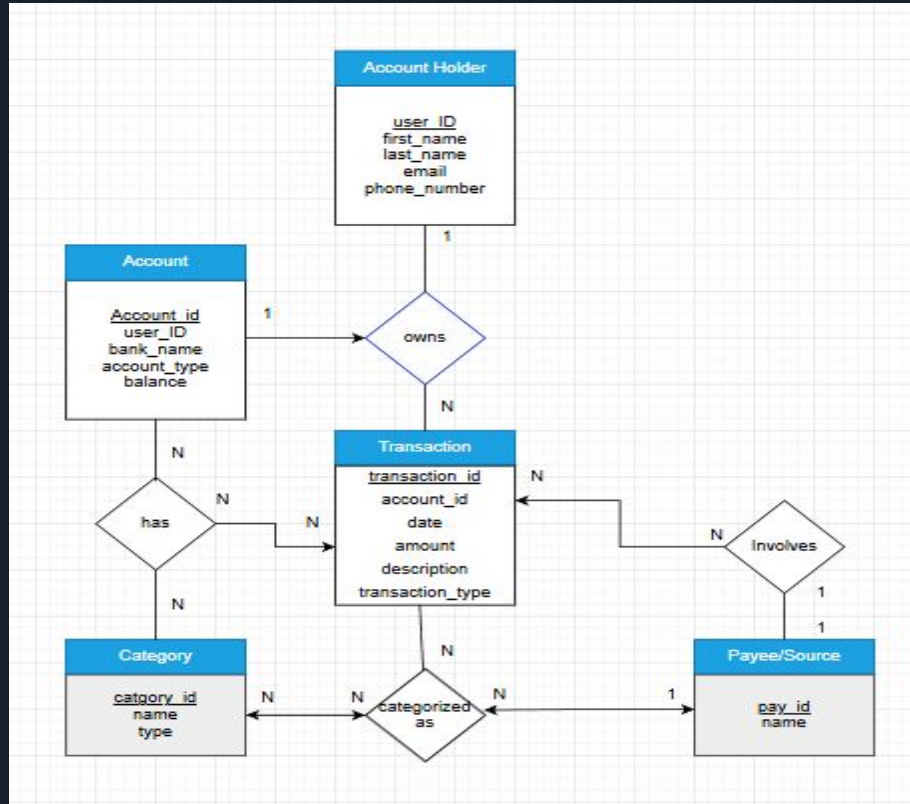 Account Holder
user_ID
first_name
last_name
email
phone_number
1
Account
Account_id
user_ID
bank_name
account_type
balance
1
owns
N
N
Transaction
transaction_id
account_id
date
amount
description
transaction_type
N
N
has
N
N
Involves
1
N
N
1
Category
catgory_id
name
type
N
N
categorized
as
N
1
Payee/Source
pay_id
name